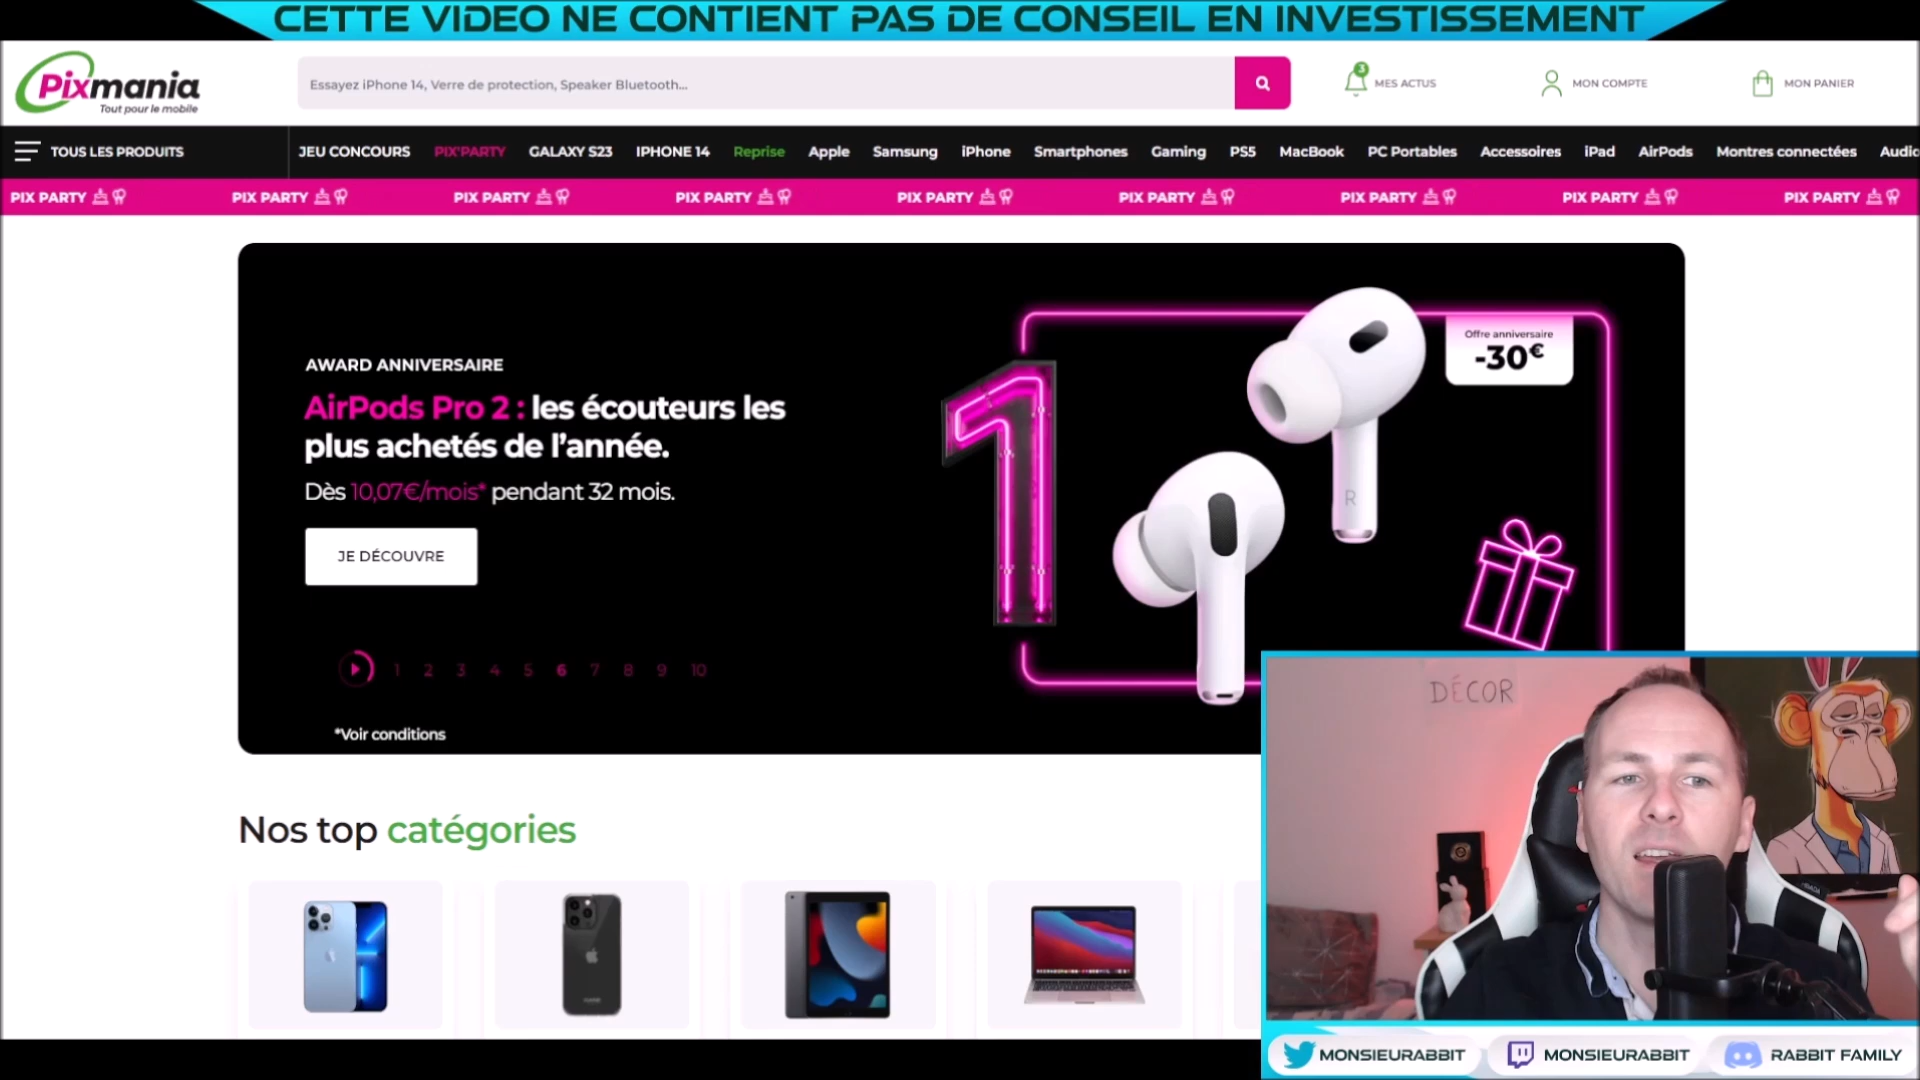 CETTE VIDEO NE CONTIENT PAS DE CONSEIL EN INVESTISSEMENT
Pixmania
Tout pour le mobile
Essayez iPhone 14, Verre de protection, Speaker Bluetooth...
3
MES ACTUS
MON COMPTE
MON PANIER
TOUS LES PRODUITS
JEU CONCOURS PIX'PARTY GALAXY S23 IPHONE 14 Reprise Apple Samsung iPhone Smartphones Gaming PS5 MacBook PC Portables Accessoires iPad AirPods Montres connectées Audio
PIX PARTY PIX PARTY PIX PARTY PIX PARTY PIX PARTY PIX PARTY PIX PARTY PIX PARTY PIX PARTY
AWARD ANNIVERSAIRE
AirPods Pro 2 : les écouteurs les
plus achetés de l'année.
Dès 10,07€/mois* pendant 32 mois.
JE DÉCOUVRE
1 2 3 4 5 6 7 8 9 10
*Voir conditions
1
R
Offre anniversaire
-30€
Nos top catégories
DÉCOR
MONSIEURABBIT
MONSIEURABBIT
RABBIT FAMILY